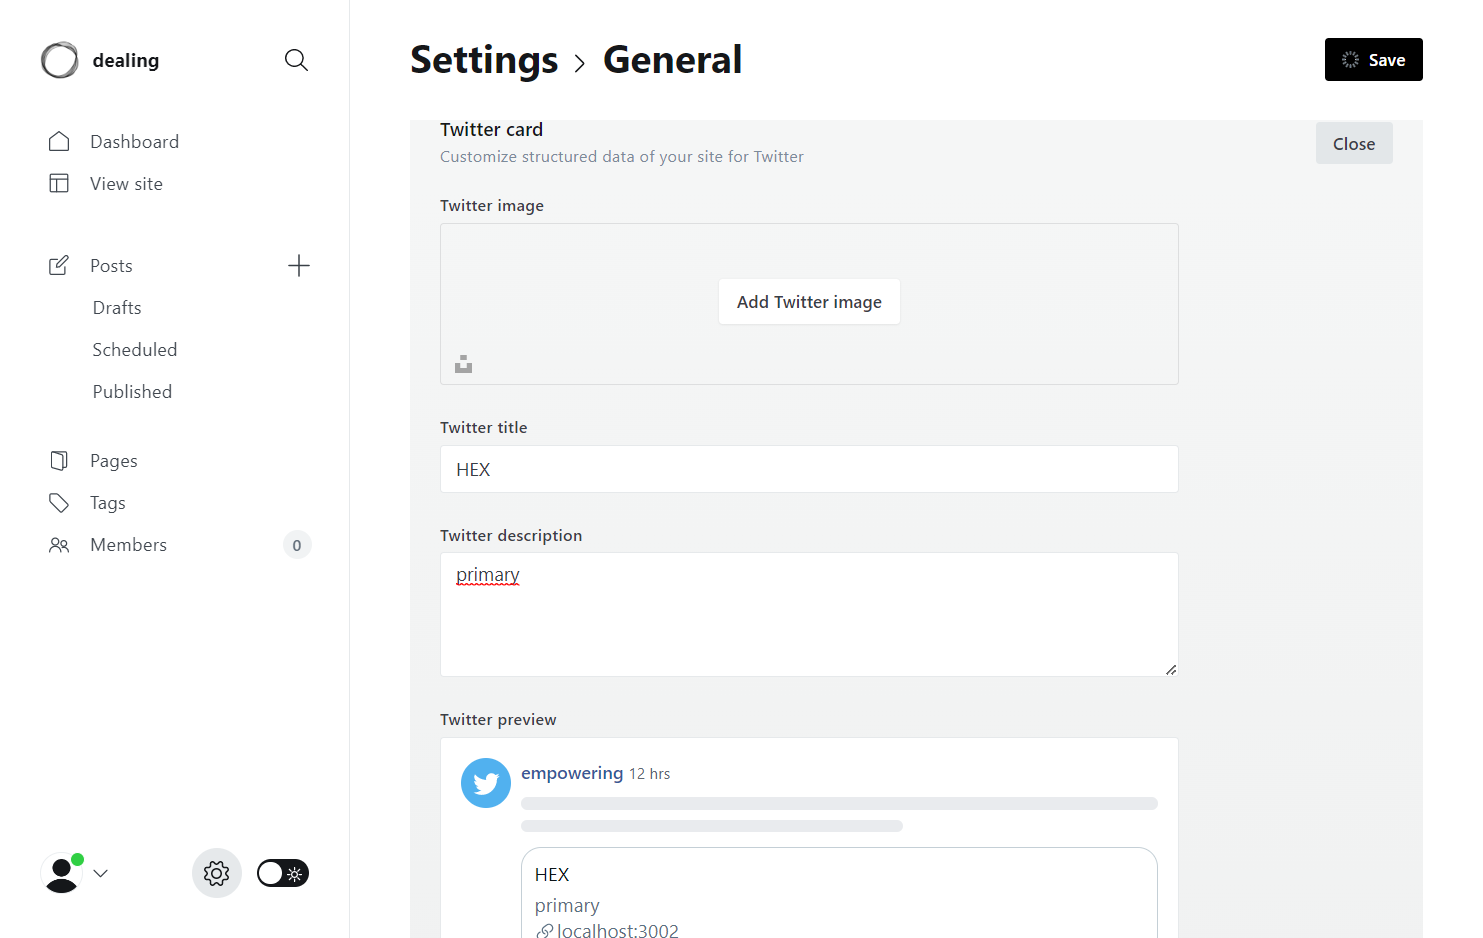 dealing
Dashboard
View site
Posts
Drafts
Scheduled
Published
Pages
Tags
Members
0
Settings
General
Save
Twitter card
Customize structured data of your site for Twitter
Close
Twitter image
Add Twitter image
Twitter title
HEX
Twitter description
primary
Twitter preview
empowering 12 hrs
HEX
primary
localhost:3002